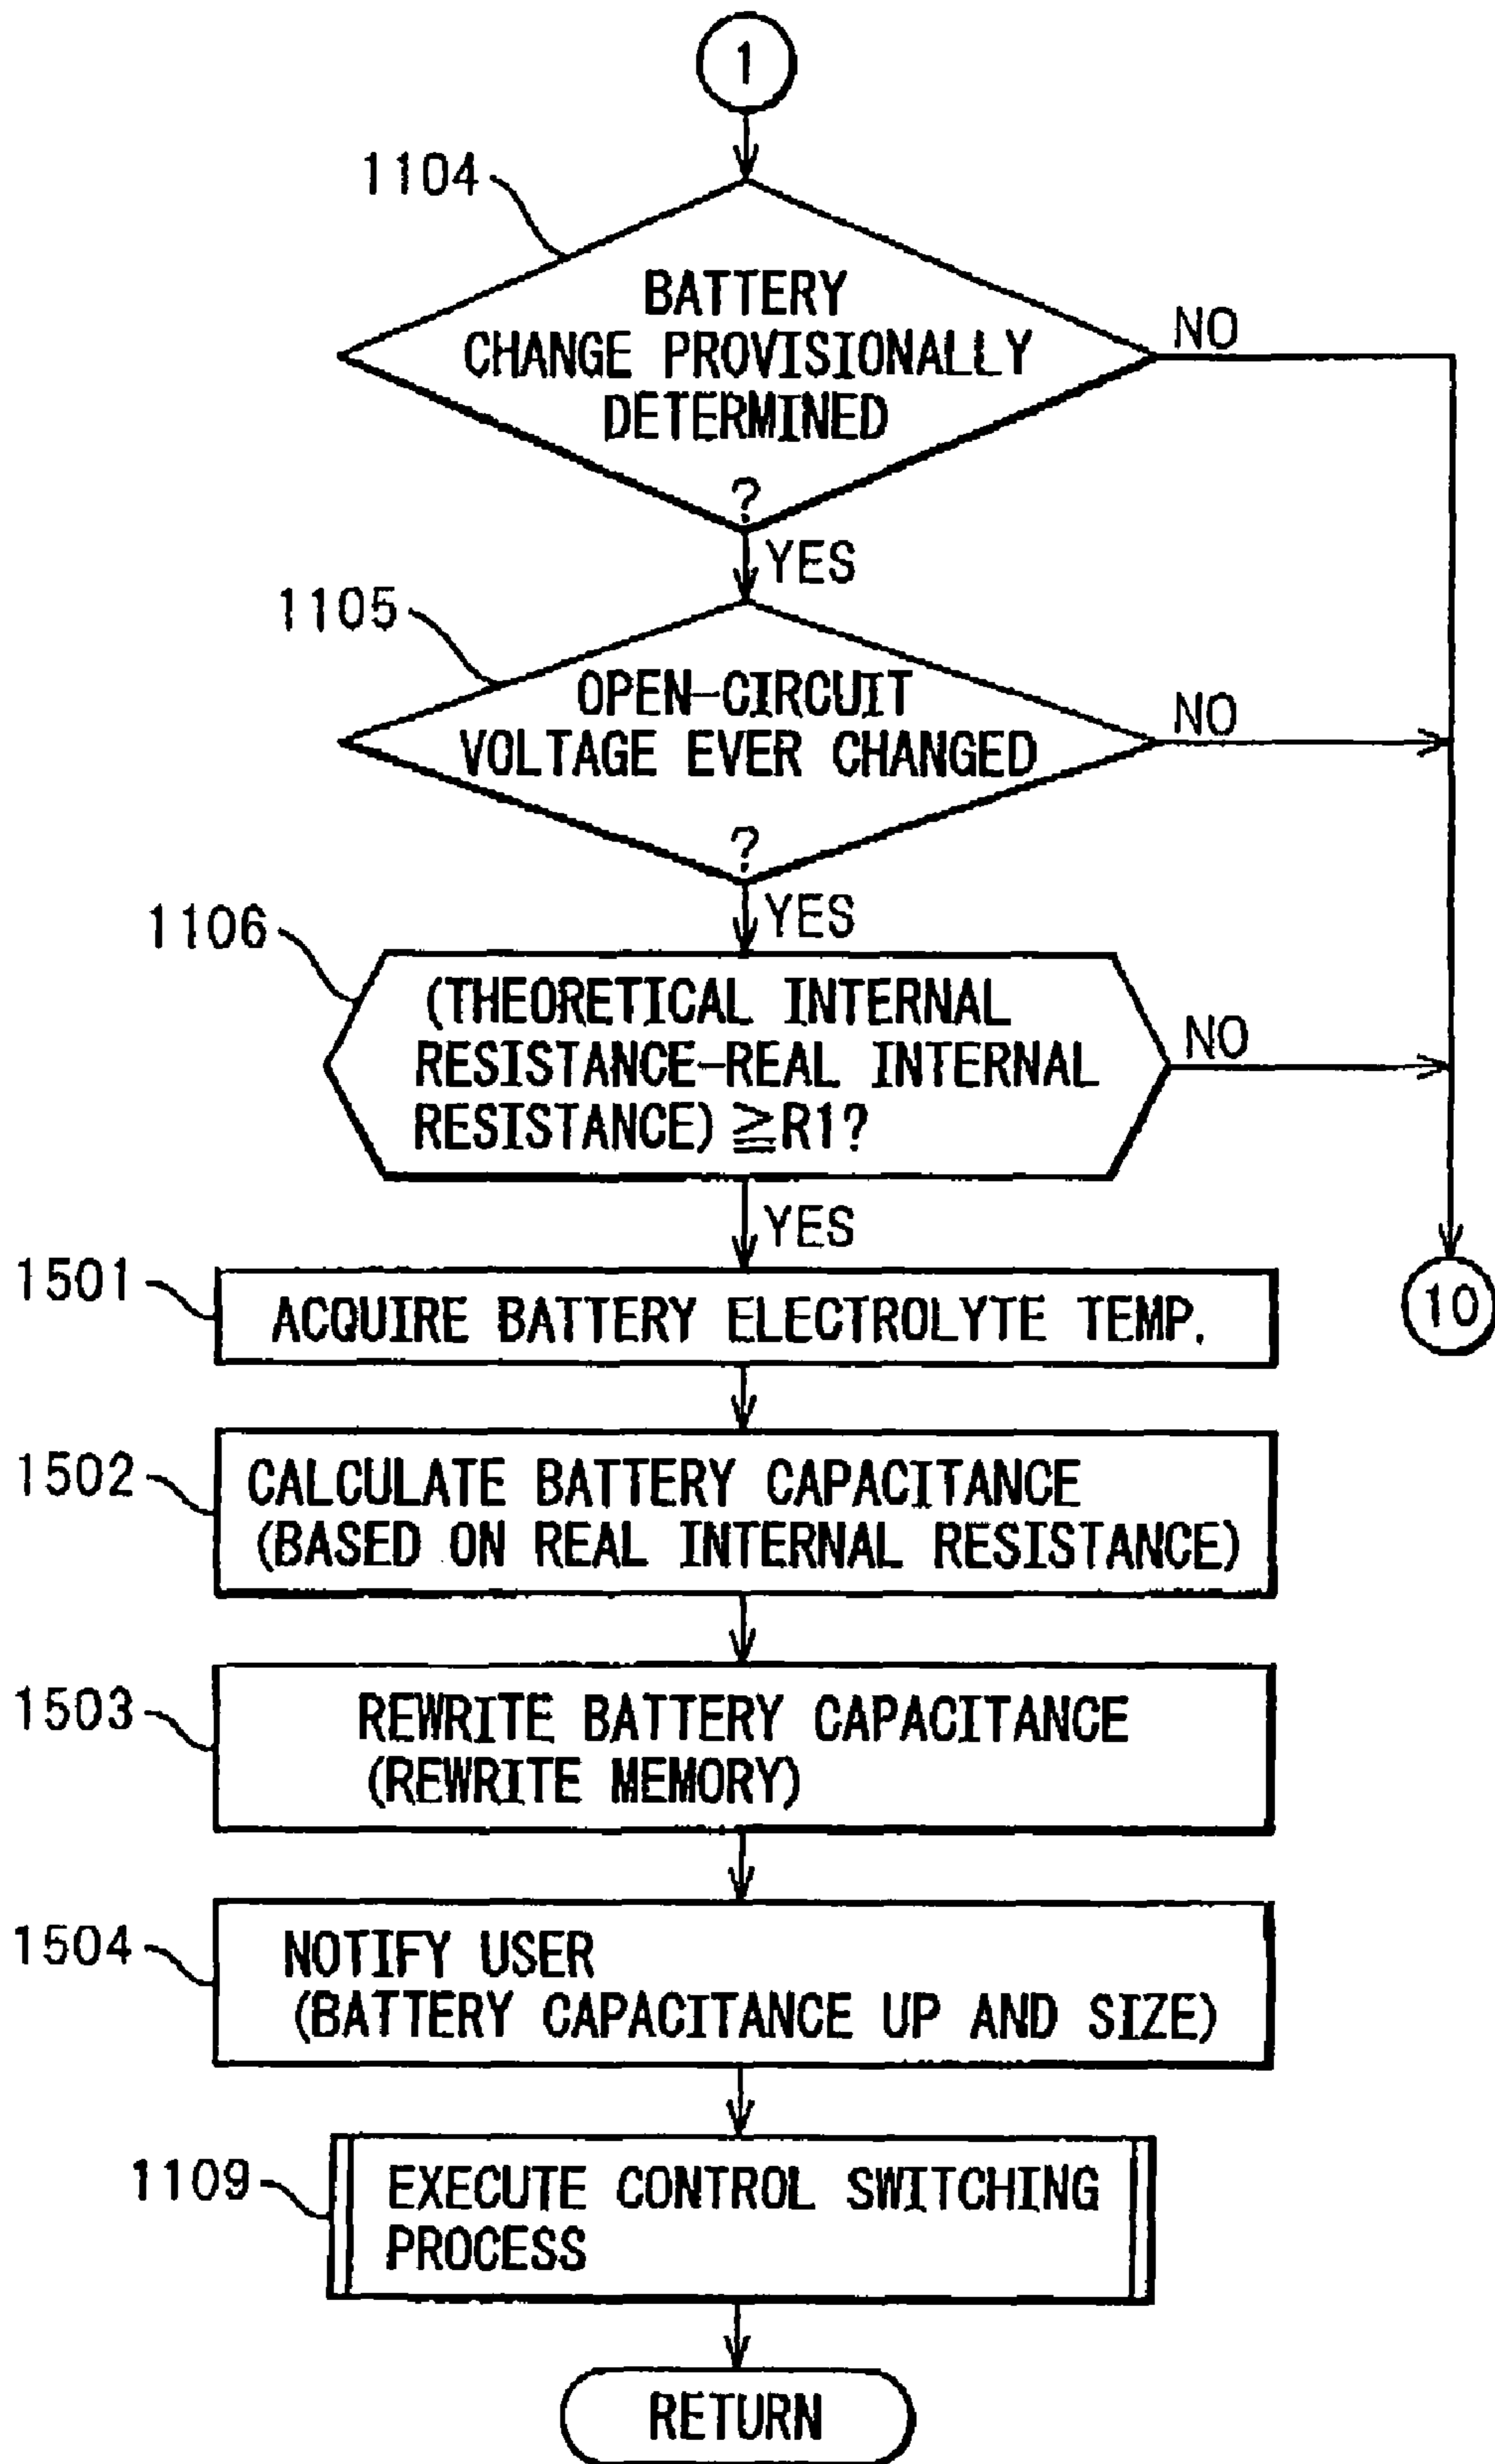 1
1104
BATTERY
CHANGE PROVISIONALLY
DETERMINED
?
NO
YES
1105
OPEN-CIRCUIT
VOLTAGE EVER CHANGED
?
NO
YES
1106
(THEORETICAL INTERNAL
RESISTANCE-REAL INTERNAL
RESISTANCE) ≧R1?
NO
YES
10
1501
ACQUIRE BATTERY ELECTROLYTE TEMP.
1502
CALCULATE BATTERY CAPACITANCE
(BASED ON REAL INTERNAL RESISTANCE)
1503
REWRITE BATTERY CAPACITANCE
(REWRITE MEMORY)
1504
NOTIFY USER
(BATTERY CAPACITANCE UP AND SIZE)
1109
EXECUTE CONTROL SWITCHING
PROCESS
RETURN